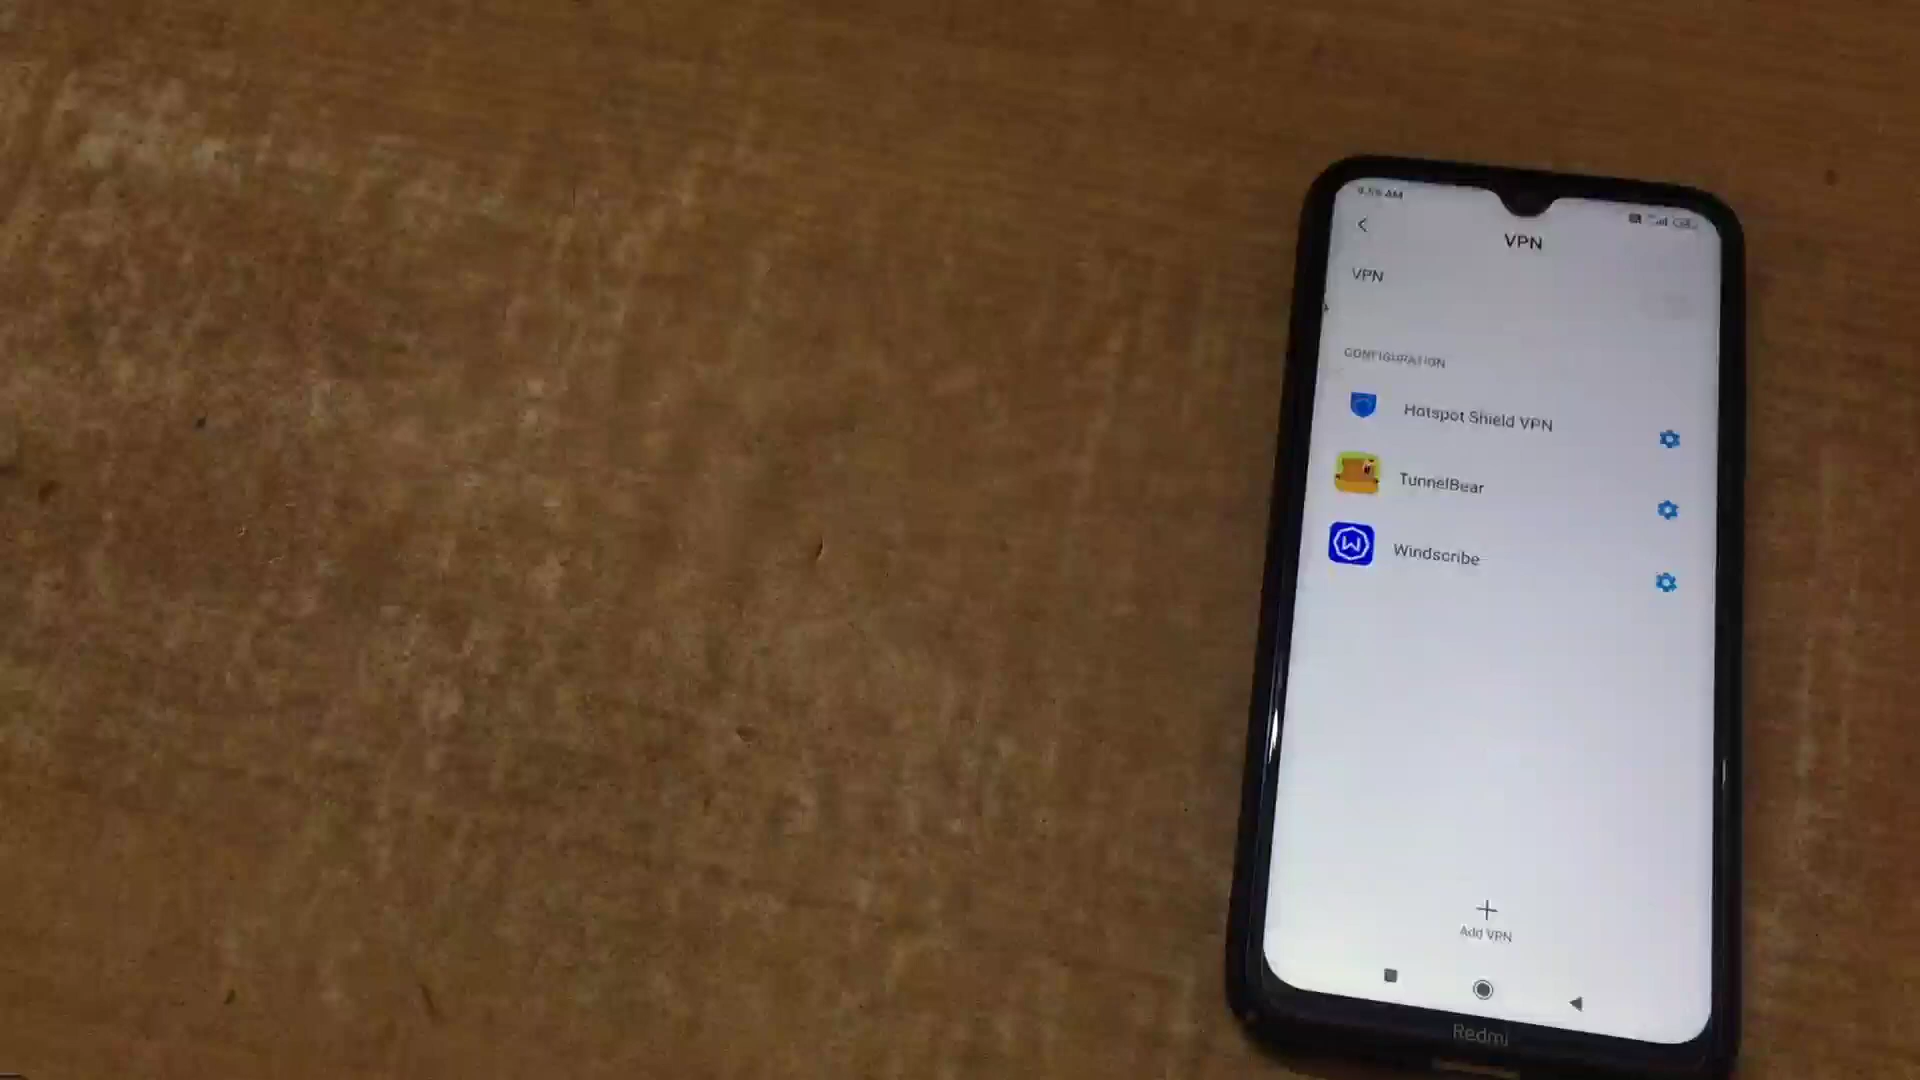 VPN
VPN
CONFIGURATION
Hotspot Shield VPN
TunnelBear
Windscribe
Add VPN
Redmi